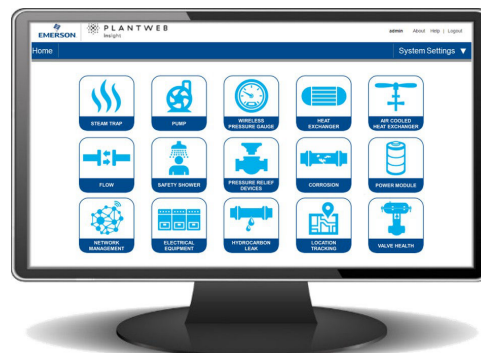 EMERSON
PLANTWEB
Insight
admin About Help | Logout
Home
System Settings
STEAM TRAP
PUMP
WIRELESS
PRESSURE GAUGE
HEAT
EXCHANGER
AIR COOLED
HEAT EXCHANGER
FLOW
SAFETY SHOWER
PRESSURE RELIEF
DEVICES
CORROSION
POWER MODULE
NETWORK
MANAGEMENT
ELECTRICAL
EQUIPMENT
HYDROCARBON
LEAK
LOCATION
TRACKING
VALVE HEALTH